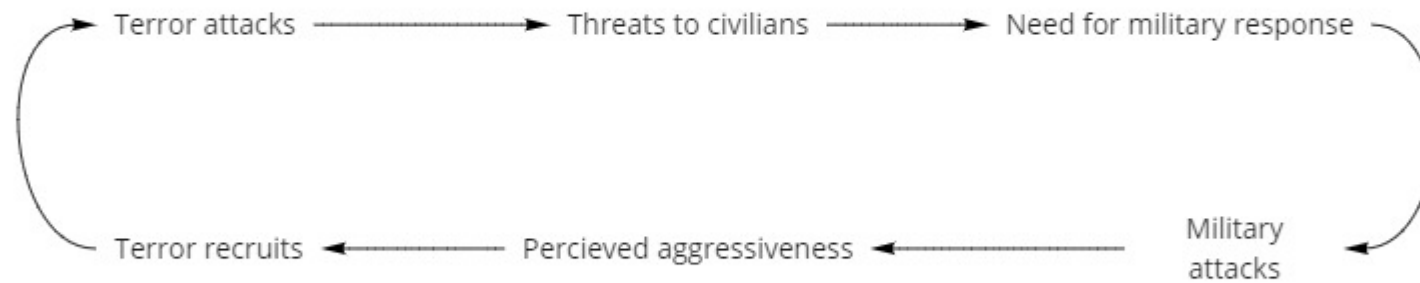 Terror attacks
Threats to civilians
Need for military response
Terror recruits
Percieved aggressiveness
Military
attacks